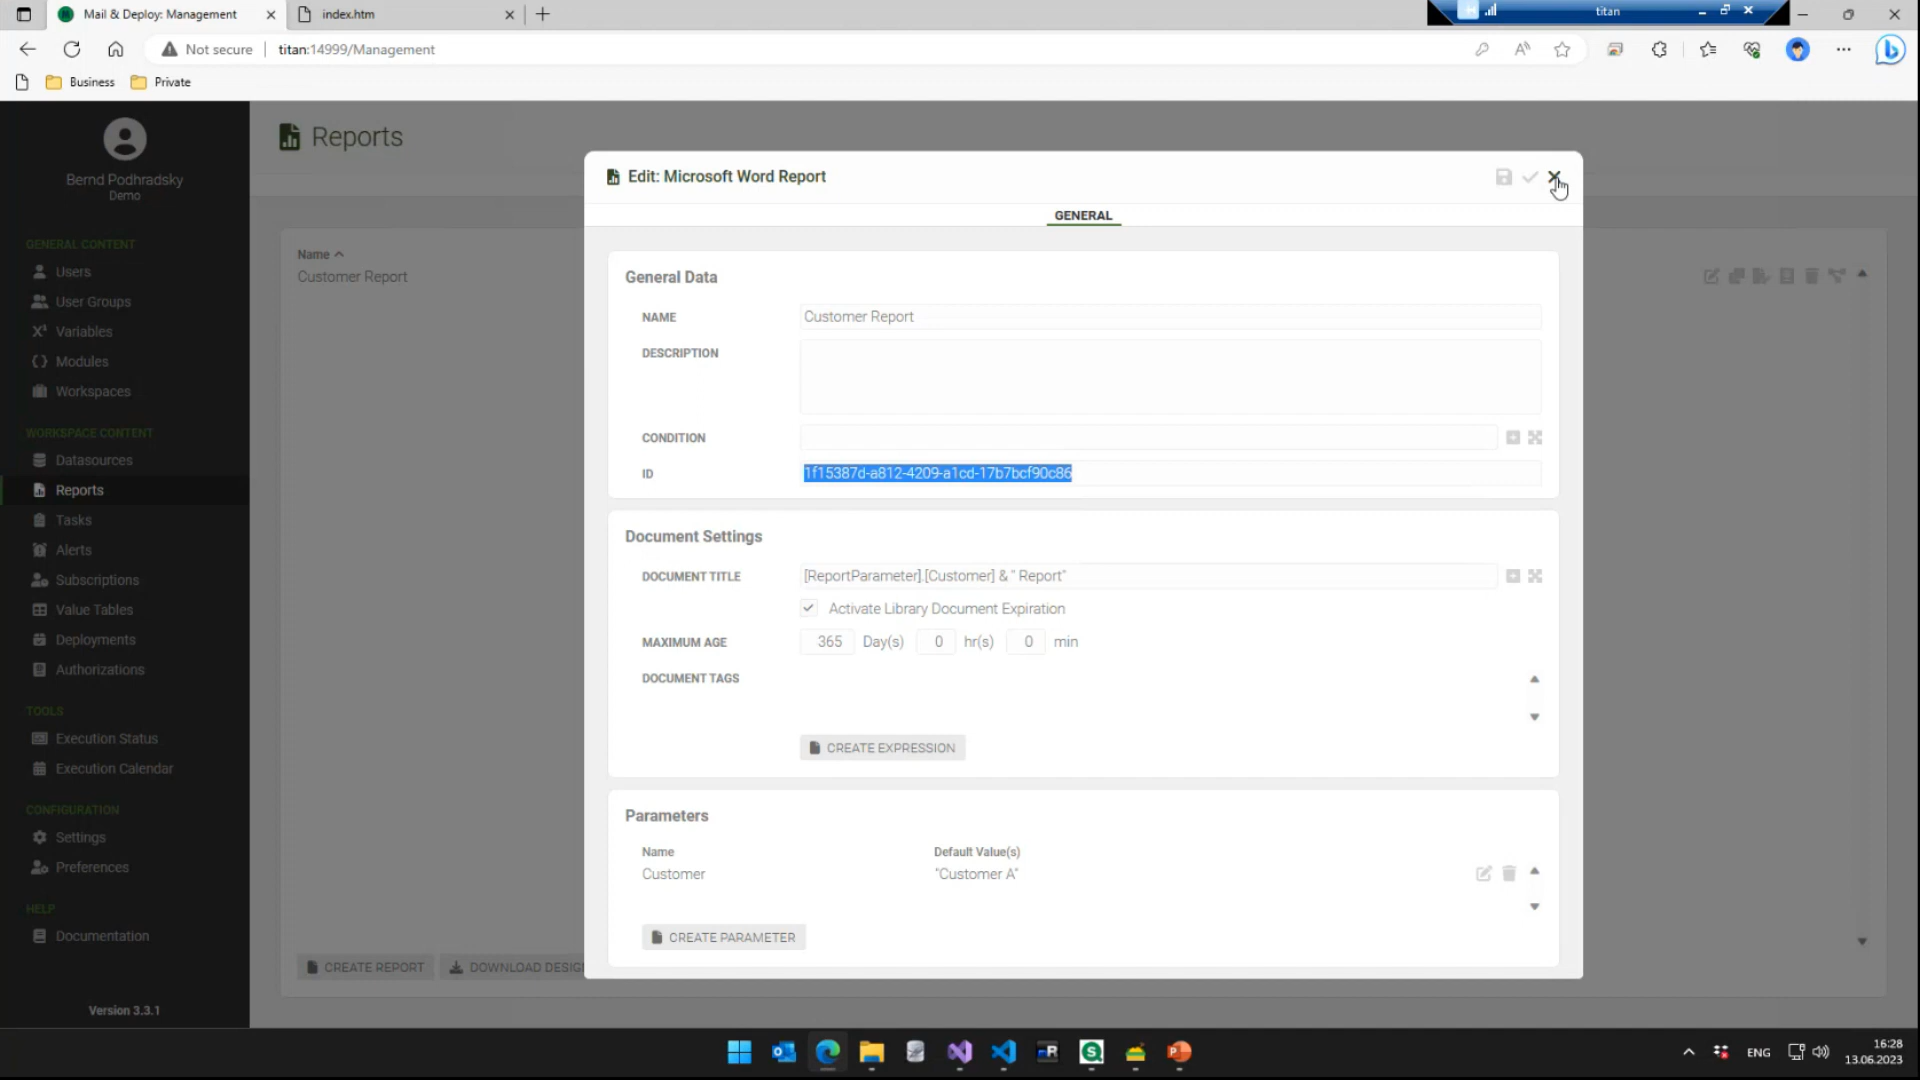 Mail & Deploy: Management
index.htm
titan
Not secure
titan:14999/Management
Business
Private
Bernd Podhradsky
Demo
GENERAL CONTENT
Users
User Groups
Variables
Modules
Workspaces
WORKSPACE CONTENT
Datasources
Reports
Tasks
Alerts
Subscriptions
Value Tables
Deployments
Authorizations
TOOLS
Execution Status
Execution Calendar
CONFIGURATION
Settings
Preferences
HELP
Documentation
Version 3.3.1
Reports
Name
Customer Report
CREATE REPORT
DOWNLOAD DESIG
Edit: Microsoft Word Report
GENERAL
General Data
NAME
Customer Report
DESCRIPTION
CONDITION
ID
1f15387d-a812-4209-a1cd-17b7bcf90c86
Document Settings
DOCUMENT TITLE
[ReportParameter].[Customer] & " Report"
Activate Library Document Expiration
MAXIMUM AGE
365 Day(s) 0 hr(s) 0 min
DOCUMENT TAGS
CREATE EXPRESSION
Parameters
Name Default Value(s)
Customer "Customer A"
CREATE PARAMETER
ENG
16:28
13.06.2023